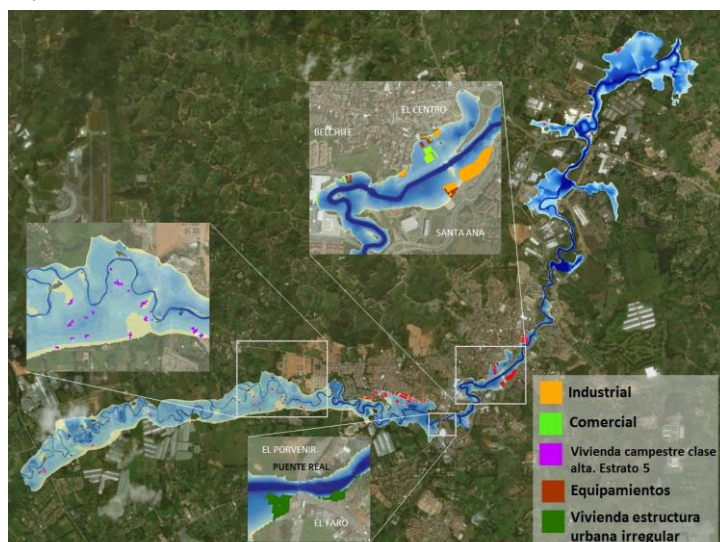 EL CENTRO
BELCHITE
SANTA ANA
EL PORVENIR
PUENTE REAL
EL FARO
Industrial
Comercial
Vivienda campestre clase
alta. Estrato 5
Equipamientos
Vivienda estructura
urbana irregular